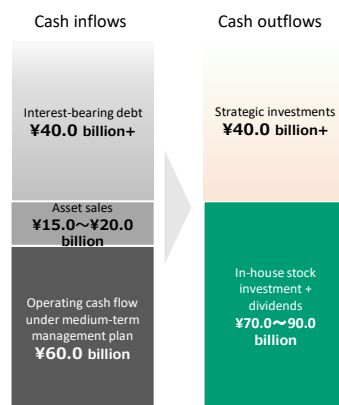 Cash inflows
Interest-bearing debt
¥40.0 billion+
Asset sales
¥15.0～¥20.0
billion
Operating cash flow
under medium-term
management plan
¥60.0 billion
Cash outflows
Strategic investments
¥40.0 billion+
In-house stock
investment +
dividends
¥70.0～90.0
billion